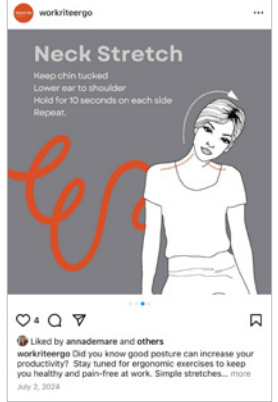 workriteergo
Neck Stretch
Keep chin tucked
Lower ear to shoulder
Hold for 10 seconds on each side
Repeat.
4
Liked by annademare and others
workriteergo Did you know good posture can increase your
productivity? Stay tuned for ergonomic exercises to keep
you healthy and pain-free at work. Simple stretches... more
July 2, 2024